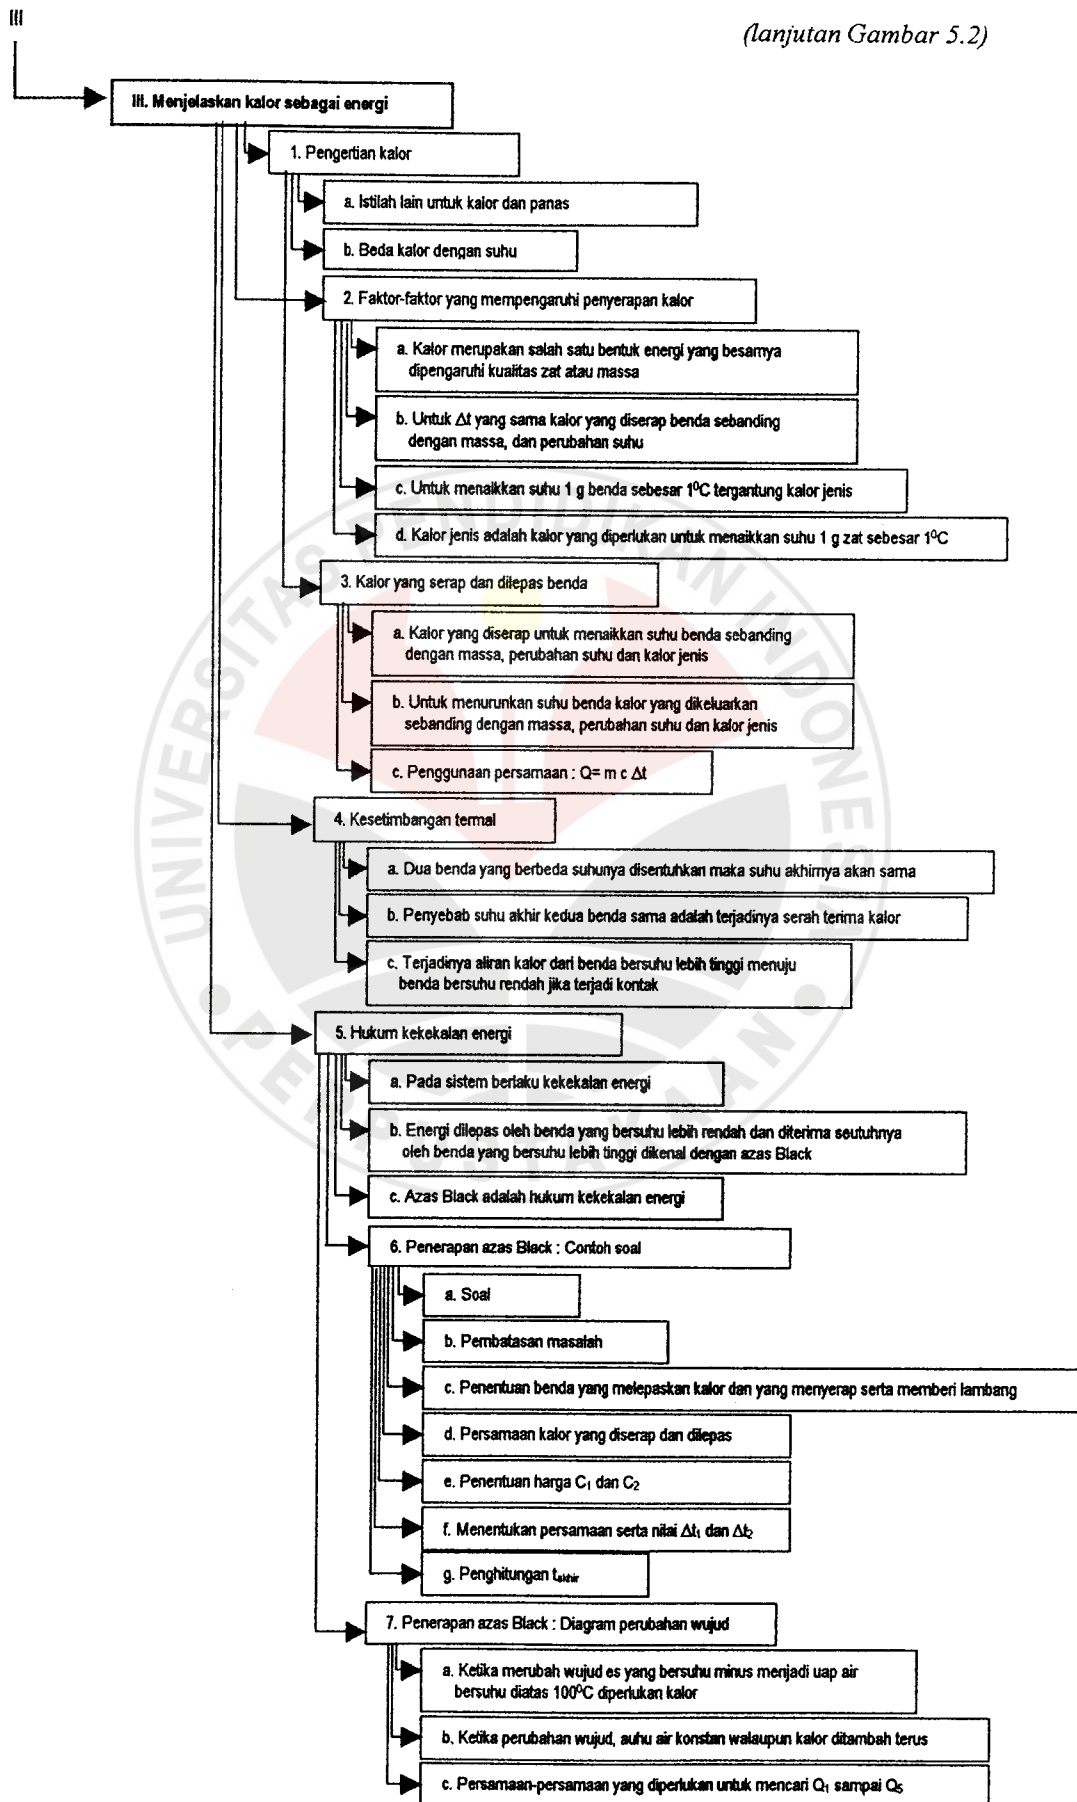 III
(lanjutan Gambar 5.2)
III. Menjelaskan kalor sebagai energi
1. Pengertian kalor
a. Istilah lain untuk kalor dan panas
b. Beda kalor dengan suhu
2. Faktor-faktor yang mempengaruhi penyerapan kalor
a. Kalor merupakan salah satu bentuk energi yang besarnya
dipengaruhi kualitas zat atau massa
b. Untuk Δt yang sama kalor yang diserap benda sebanding
dengan massa, dan perubahan suhu
c. Untuk menaikkan suhu 1 g benda sebesar 1⁰C tergantung kalor jenis
d. Kalor jenis adalah kalor yang diperlukan untuk menaikkan suhu 1 g zat sebesar 1⁰C
3. Kalor yang serap dan dilepas benda
a. Kalor yang diserap untuk menaikkan suhu benda sebanding
dengan massa, perubahan suhu dan kalor jenis
b. Untuk menurunkan suhu benda kalor yang dikeluarkan
sebanding dengan massa, perubahan suhu dan kalor jenis
c. Penggunaan persamaan : Q= m c Δt
4. Kesetimbangan termal
a. Dua benda yang berbeda suhunya disentuhkan maka suhu akhirnya akan sama
b. Penyebab suhu akhir kedua benda sama adalah terjadinya serah terima kalor
c. Terjadinya aliran kalor dari benda bersuhu lebih tinggi menuju
benda bersuhu rendah jika terjadi kontak
5. Hukum kekekalan energi
a. Pada sistem berlaku kekekalan energi
b. Energi dilepas oleh benda yang bersuhu lebih rendah dan diterima seutuhnya
oleh benda yang bersuhu lebih tinggi dikenal dengan azas Black
c. Azas Black adalah hukum kekekalan energi
6. Penerapan azas Black : Contoh soal
a. Soal
b. Pembatasan masalah
c. Penentuan benda yang melepaskan kalor dan yang menyerap serta memberi lambang
d. Persamaan kalor yang diserap dan dilepas
e. Penentuan harga C₁ dan C₂
f. Menentukan persamaan serta nilai Δt₁ dan Δt₂
g. Penghitungan t akhir
7. Penerapan azas Black : Diagram perubahan wujud
a. Ketika merubah wujud es yang bersuhu minus menjadi uap air
bersuhu diatas 100⁰C diperlukan kalor
b. Ketika perubahan wujud, auhu air konstan walaupun kalor ditambah terus
c. Persamaan-persamaan yang diperlukan untuk mencari Q₁ sampai Q₅
UNIVERSITAS PENDIDIKAN INDONESIA
PERPUSTAKAAN